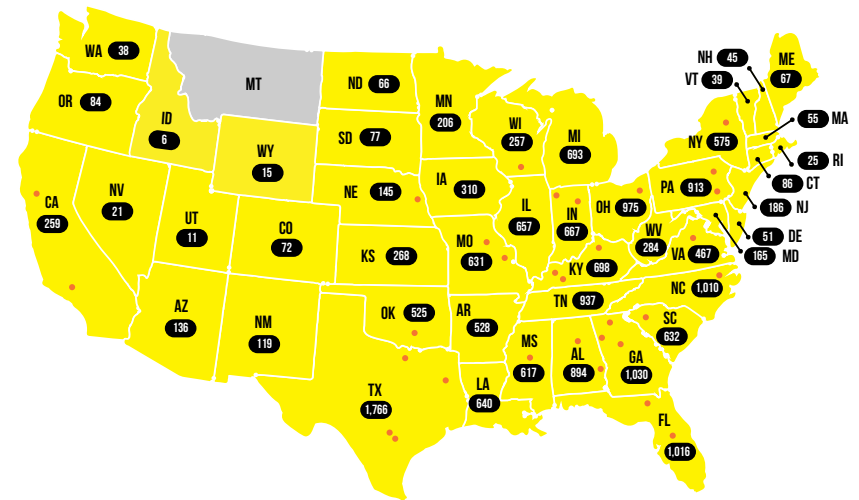 WA 38
OR 84
ID
6
MT
ND 66
MN
206
WI
257
MI
693
NH 45
VT 39
ME
67
55 MA
NY 575
25 RI
86 CT
186 NJ
51 DE
165 MD
PA 913
SD 77
WY
15
NE 145
IA 310
CA
259
NV
21
UT
11
CO
72
KS 268
MO
631
IL
657
IN
667
OH 975
WV
284
VA 467
KY 698
NC 1,010
TN 937
SC
632
AZ
136
NM
119
OK 525
AR
528
MS
617
AL
894
GA
1,030
TX
1,766
LA
640
FL
1,016